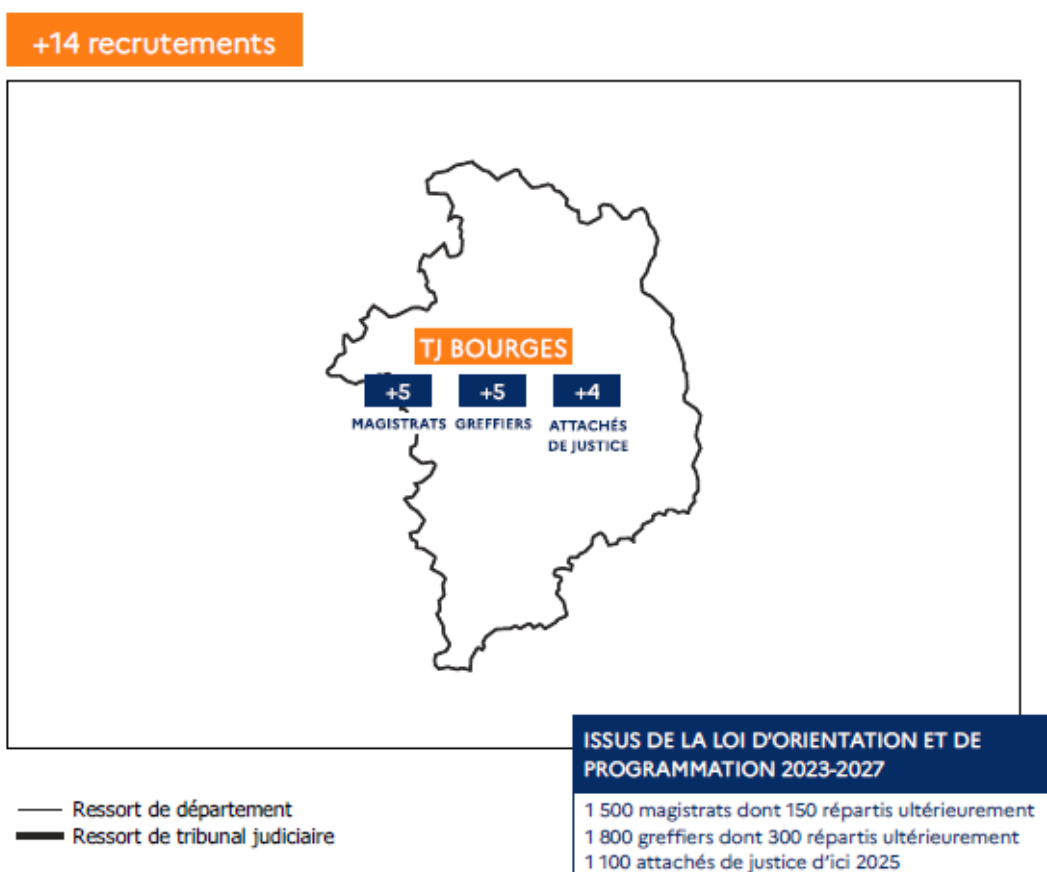 +14 recrutements
TJ BOURGES
+5 +5 +4
MAGISTRATS GREFFIERS ATTACHÉS
DE JUSTICE
ISSUS DE LA LOI D'ORIENTATION ET DE
PROGRAMMATION 2023-2027
1 500 magistrats dont 150 répartis ultérieurement
1 800 greffiers dont 300 répartis ultérieurement
1 100 attachés de justice d'ici 2025
Ressort de département
Ressort de tribunal judiciaire